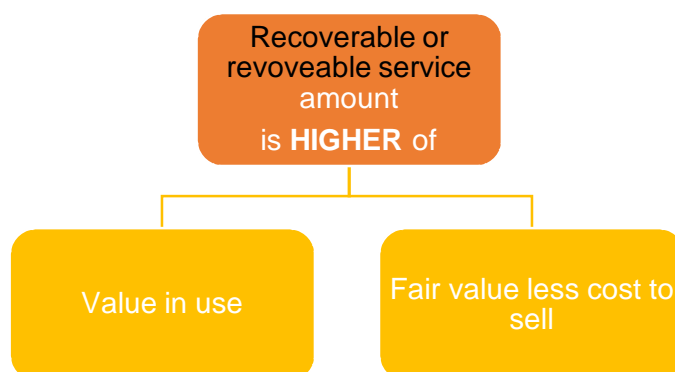 Recoverable or
revoveable service
amount
is HIGHER of
Value in use
Fair value less cost to
sell